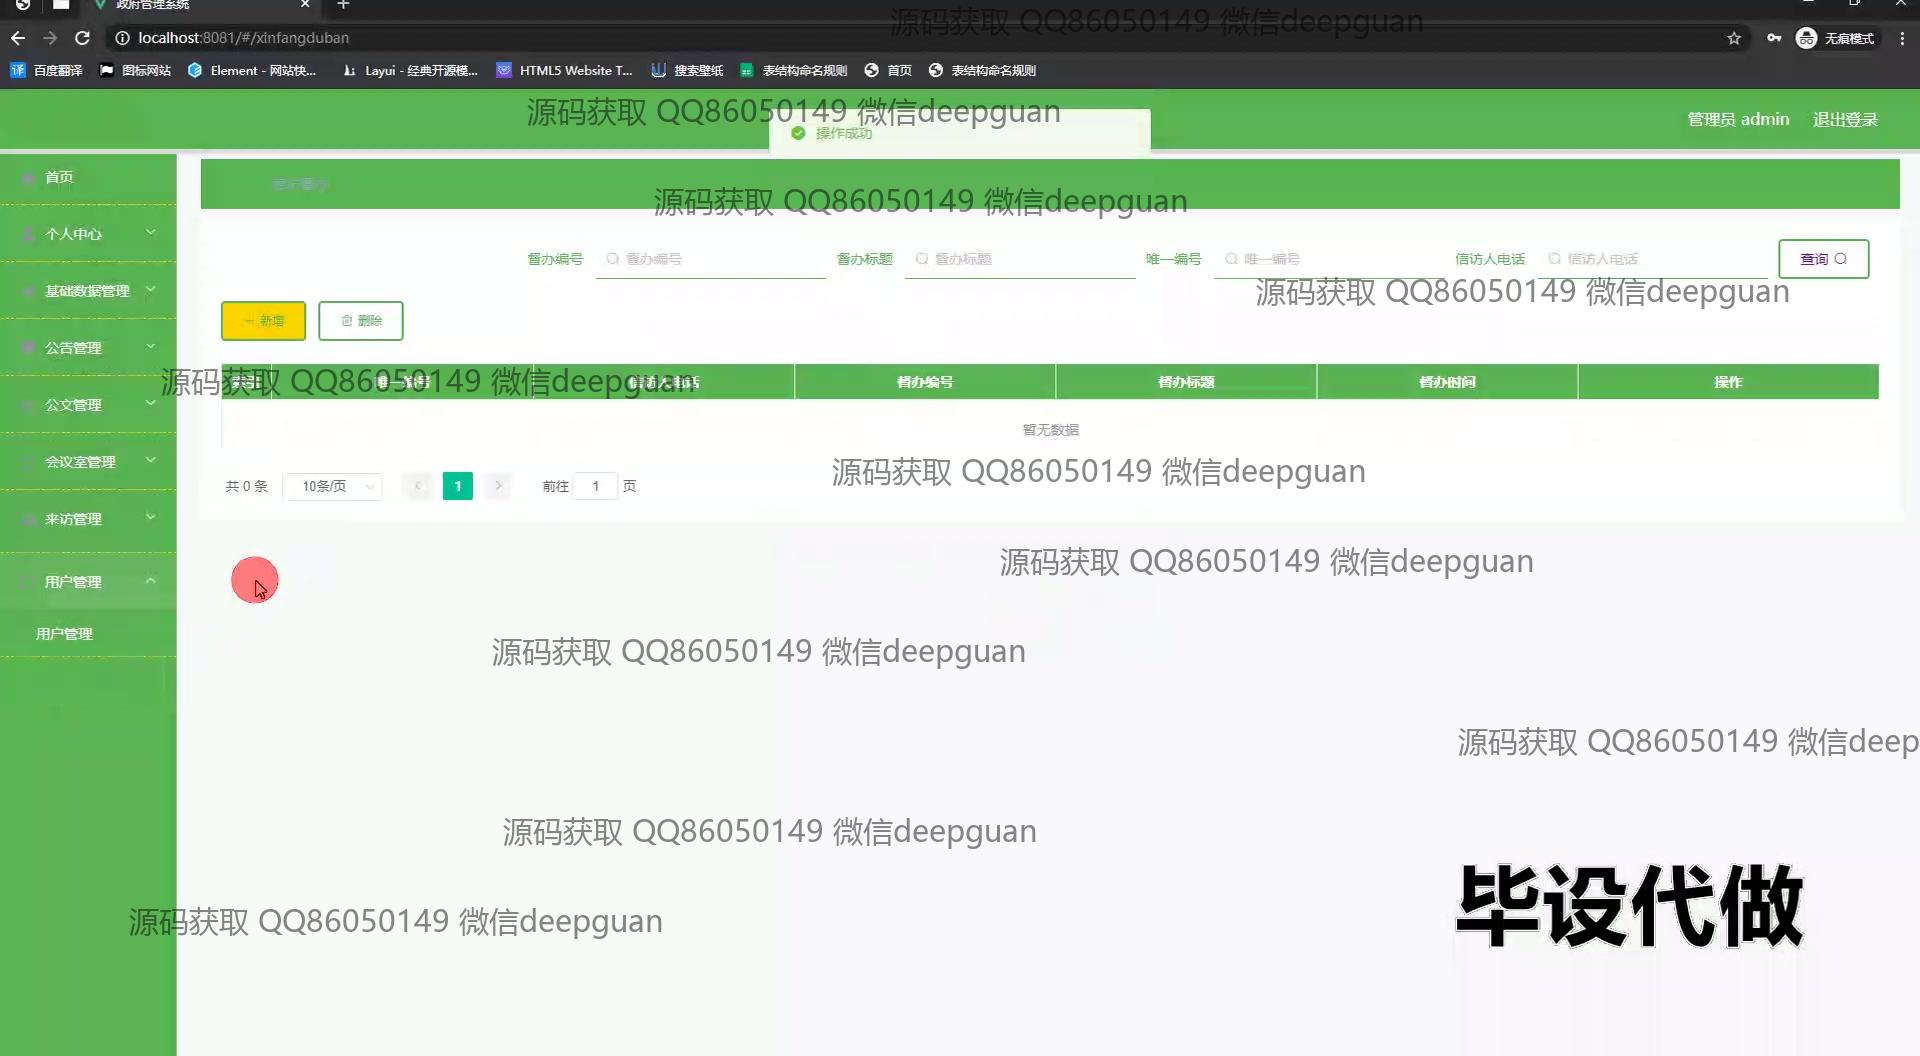 政府管理系统
源码获取 QQ86050149 微信deepguan
localhost:8081/#/xinfangduban
无痕模式
百度翻译 图标网站 Element - 网站快... Layui - 经典开源模... HTML5 Website T... 搜索壁纸 表结构命名规则 首页 表结构命名规则
源码获取 QQ86050149 微信deepguan
操作成功
管理员 admin 退出登录
首页
源码获取 QQ86050149 微信deepguan
个人中心
督办编号 督办编号 督办标题 督办标题 唯一编号 唯一编号 信访人电话 信访人电话 查询
基础数据管理
源码获取 QQ86050149 微信deepguan
新增 删除
公告管理
源码获取 QQ86050149 微信deepguan
唯一编号 信访人电话 督办编号 督办标题 督办时间 操作
公文管理
暂无数据
会议室管理
源码获取 QQ86050149 微信deepguan
共 0 条 10条/页 1 前往 1 页
来访管理
源码获取 QQ86050149 微信deepguan
用户管理
用户管理
源码获取 QQ86050149 微信deepguan
源码获取 QQ86050149 微信deep
源码获取 QQ86050149 微信deepguan
毕设代做
源码获取 QQ86050149 微信deepguan